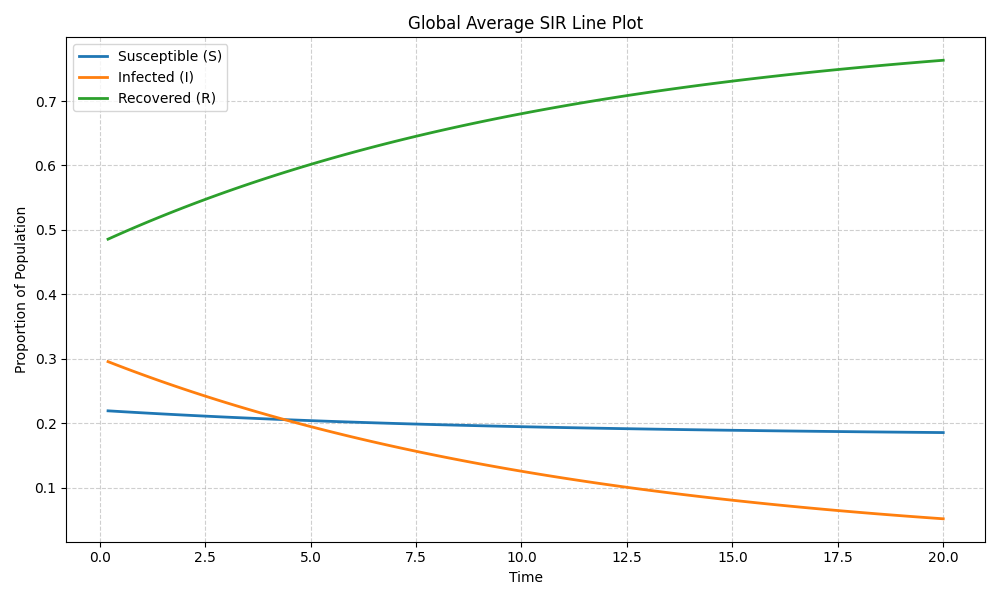 Global Average SIR Line Plot
Susceptible (S)
Infected (I)
Recovered (R)
Proportion of Population
0.7
0.6
0.5
0.4
0.3
0.2
0.1
0.0 2.5 5.0 7.5 10.0 12.5 15.0 17.5 20.0
Time